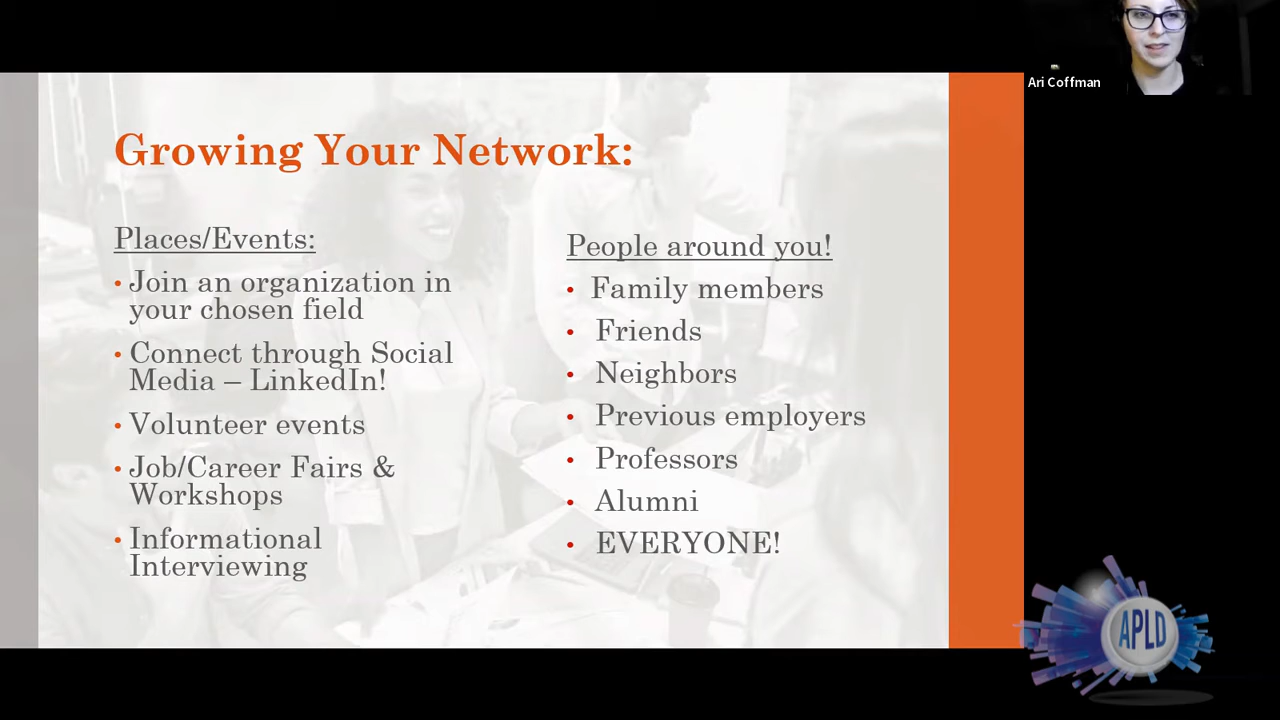 Ari Coffman
Growing Your Network:
Places/Events:
• Join an organization in
your chosen field
• Connect through Social
Media – LinkedIn!
• Volunteer events
• Job/Career Fairs &
Workshops
• Informational
Interviewing
People around you!
• Family members
• Friends
• Neighbors
• Previous employers
• Professors
• Alumni
• EVERYONE!
APLD